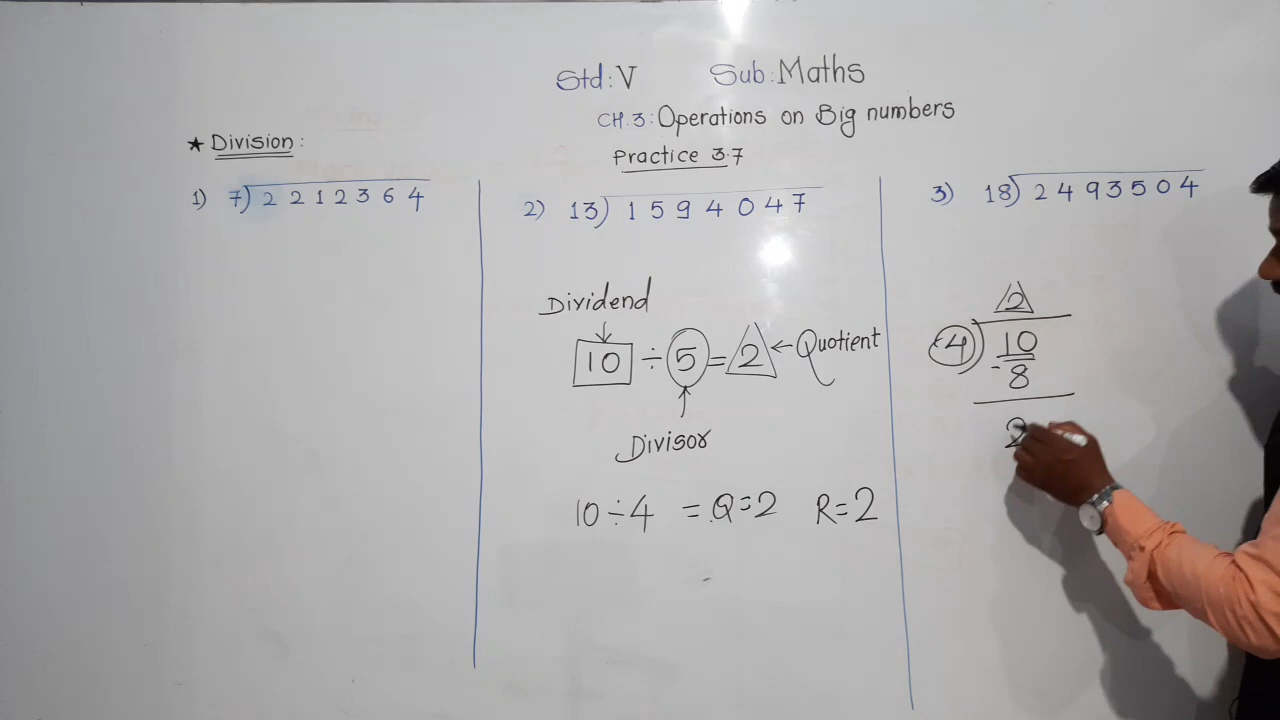 Std: V Sub: Maths
CH.3: Operations on Big numbers
Practice 3.7
★ Division:
1) 7) 2 2 1 2 3 6 4
2) 13) 1 5 9 4 0 4 7
Dividend
10 ÷ 5 = 2 ← Quotient
Divisor
10 ÷ 4 = Q = 2 R = 2
3) 18) 2 4 9 3 5 0 4
2
4) 10
- 8
2